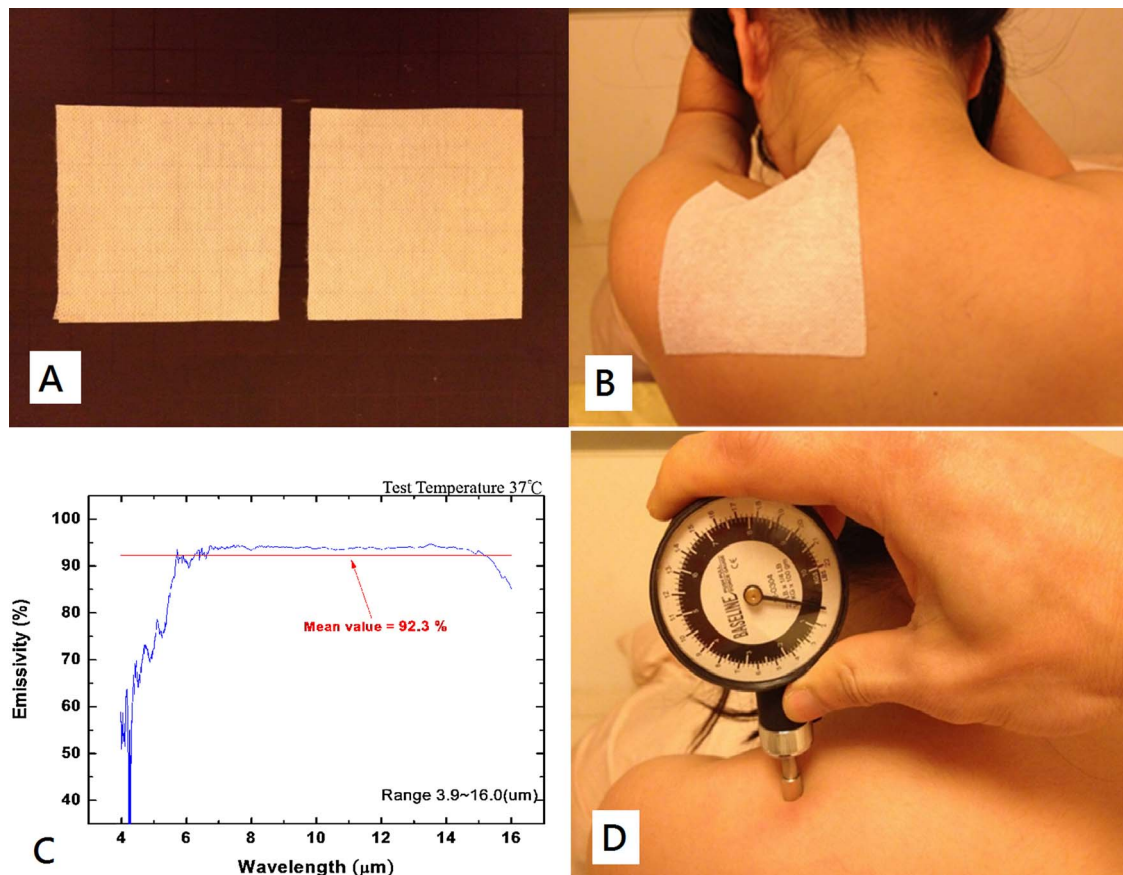 A
B
Test Temperature 37℃
100
90
80
70
60
50
40
Emissivity (%)
Mean value = 92.3 %
Range 3.9~16.0(um)
4
6
8
10
12
14
16
Wavelength (μm)
C
BASELINE
CE
D